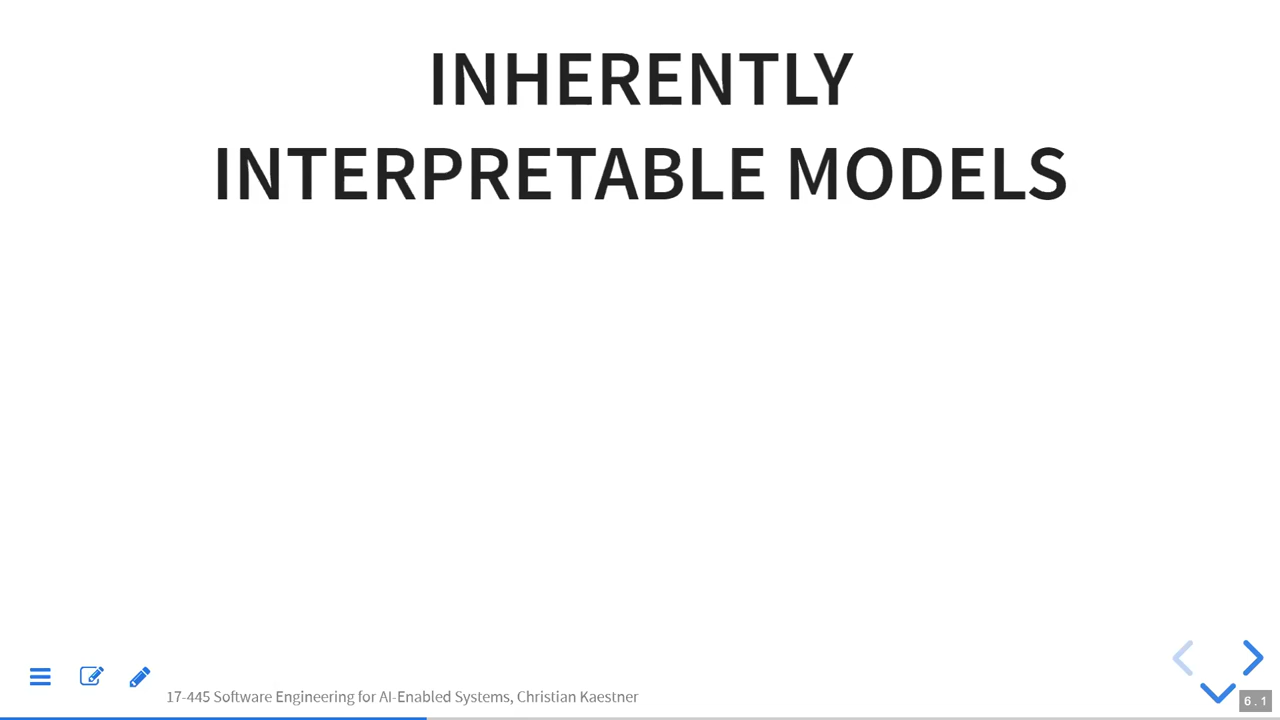 INHERENTLY
INTERPRETABLE MODELS
17-445 Software Engineering for AI-Enabled Systems, Christian Kaestner
6 . 1